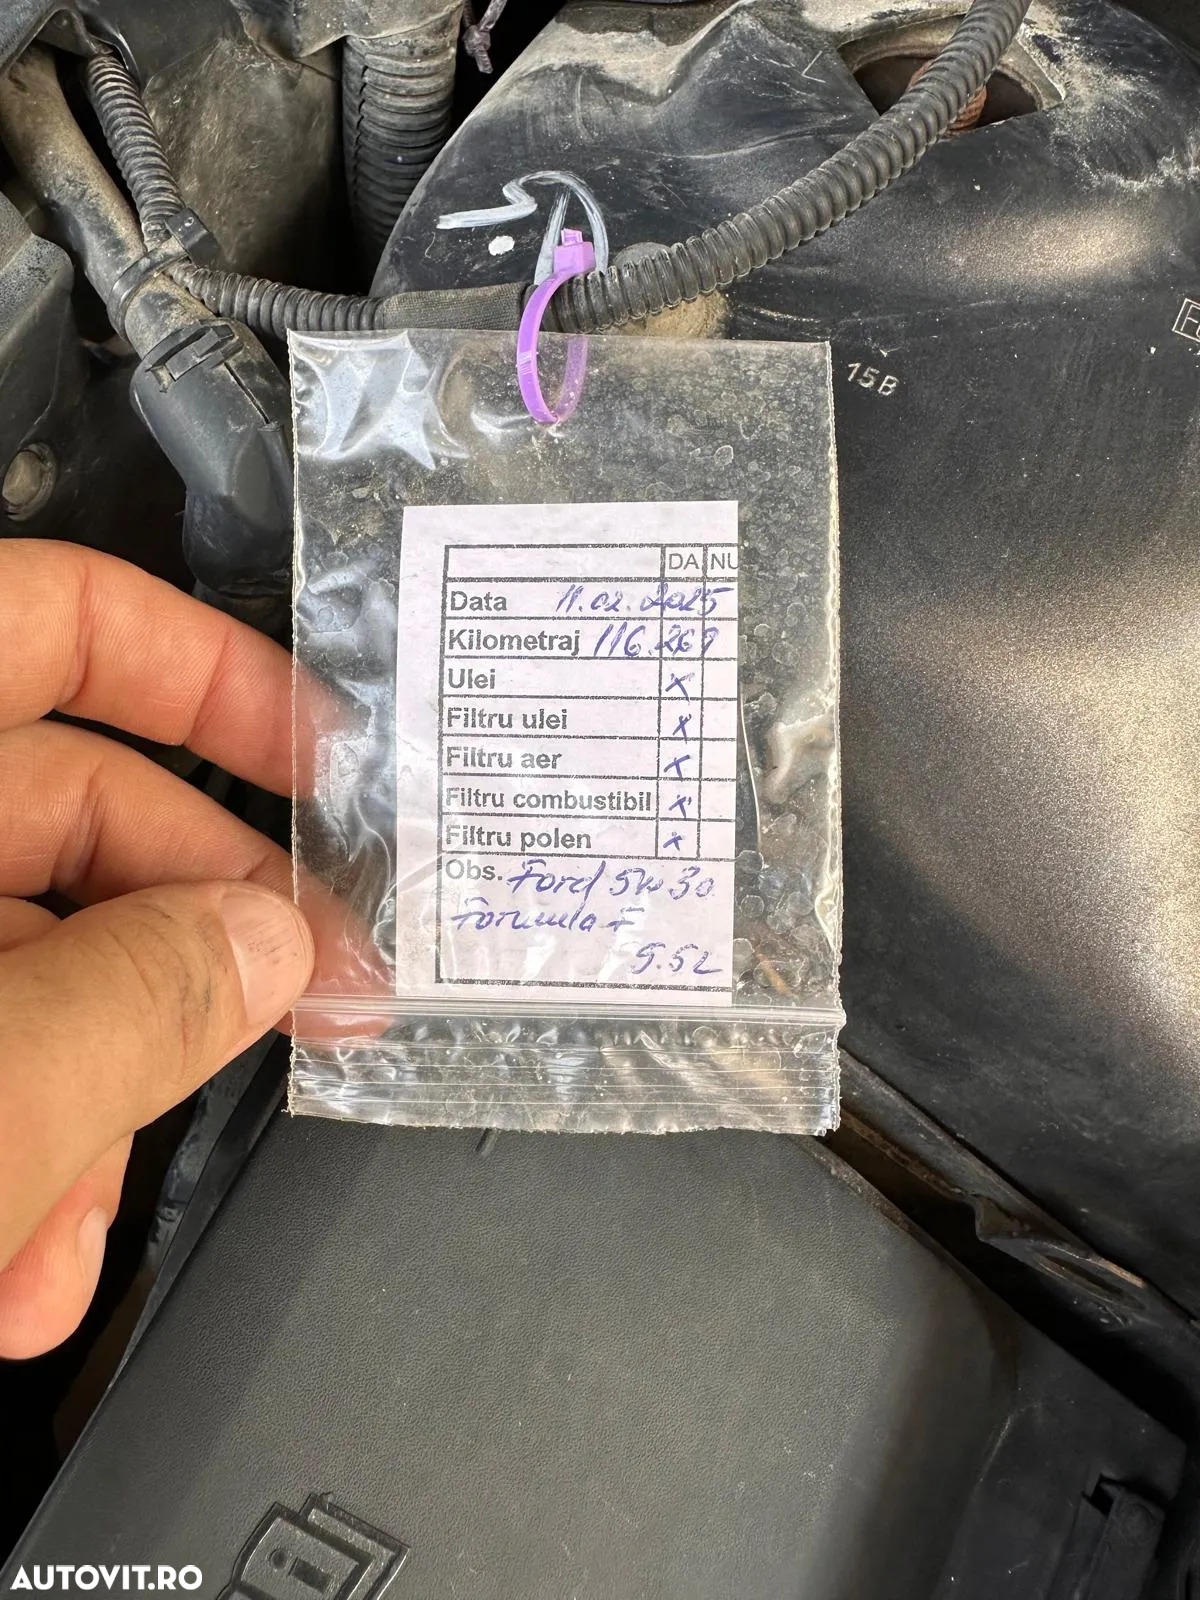 15B
DA NU
Data 11.02.2025
Kilometraj 116.267
Ulei x
Filtru ulei x
Filtru aer x
Filtru combustibil x
Filtru polen x
Obs. Ford 5w30
Formula F
5.5L
AUTOVIT.RO